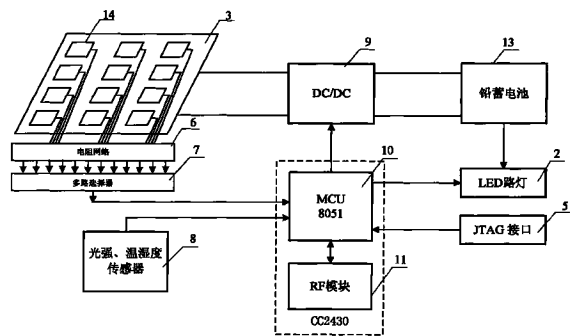 14
3
9
13
DC/DC
铅蓄电池
6
电阻网络
7
多路选择器
10
MCU
8051
2
LED路灯
5
JTAG 接口
光强、温湿度
传感器
8
RF模块
11
CC2430